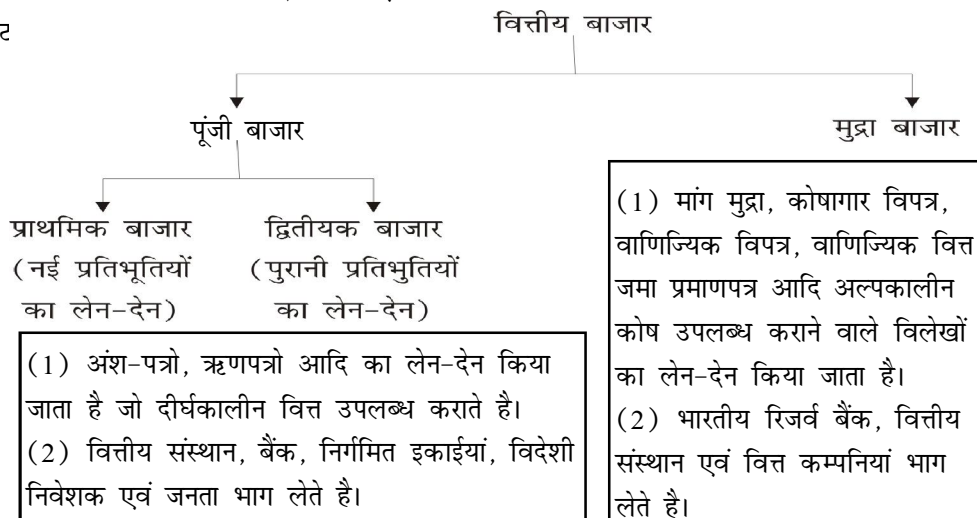 वित्तीय बाजार
पूंजी बाजार
मुद्रा बाजार
प्राथमिक बाजार
(नई प्रतिभूतियों
का लेन-देन)
द्वितीयक बाजार
(पुरानी प्रतिभुतियों
का लेन-देन)
(1) अंश-पत्रो, ऋणपत्रो आदि का लेन-देन किया
जाता है जो दीर्घकालीन वित्त उपलब्ध कराते है।
(2) वित्तीय संस्थान, बैंक, निर्गमित इकाईयां, विदेशी
निवेशक एवं जनता भाग लेते है।
(1) मांग मुद्रा, कोषागार विपत्र,
वाणिज्यिक विपत्र, वाणिज्यिक वित्त
जमा प्रमाणपत्र आदि अल्पकालीन
कोष उपलब्ध कराने वाले विलेखों
का लेन-देन किया जाता है।
(2) भारतीय रिजर्व बैंक, वित्तीय
संस्थान एवं वित्त कम्पनियां भाग
लेते है।